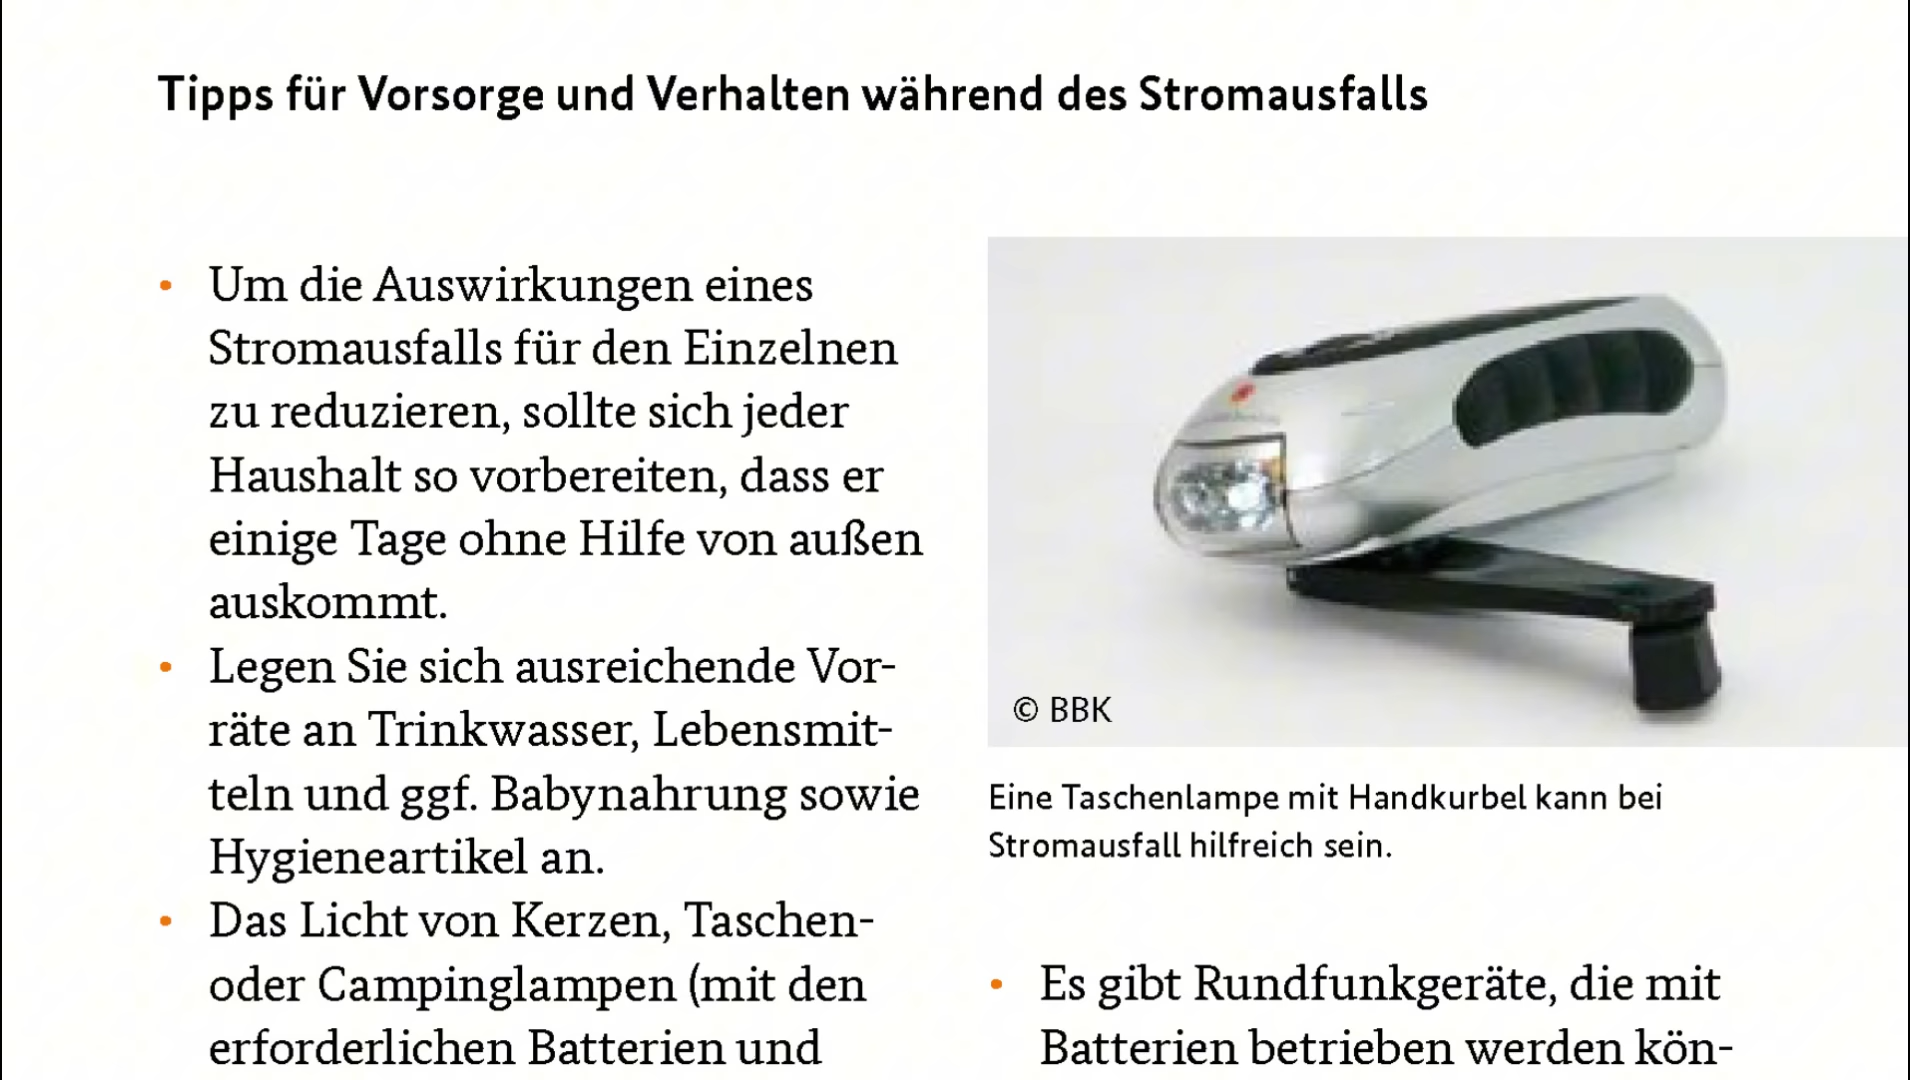 Tipps für Vorsorge und Verhalten während des Stromausfalls
• Um die Auswirkungen eines
Stromausfalls für den Einzelnen
zu reduzieren, sollte sich jeder
Haushalt so vorbereiten, dass er
einige Tage ohne Hilfe von außen
auskommt.
• Legen Sie sich ausreichende Vor-
räte an Trinkwasser, Lebensmit-
teln und ggf. Babynahrung sowie
Hygieneartikel an.
• Das Licht von Kerzen, Taschen-
oder Campinglampen (mit den
erforderlichen Batterien und
© BBK
Eine Taschenlampe mit Handkurbel kann bei
Stromausfall hilfreich sein.
• Es gibt Rundfunkgeräte, die mit
Batterien betrieben werden kön-